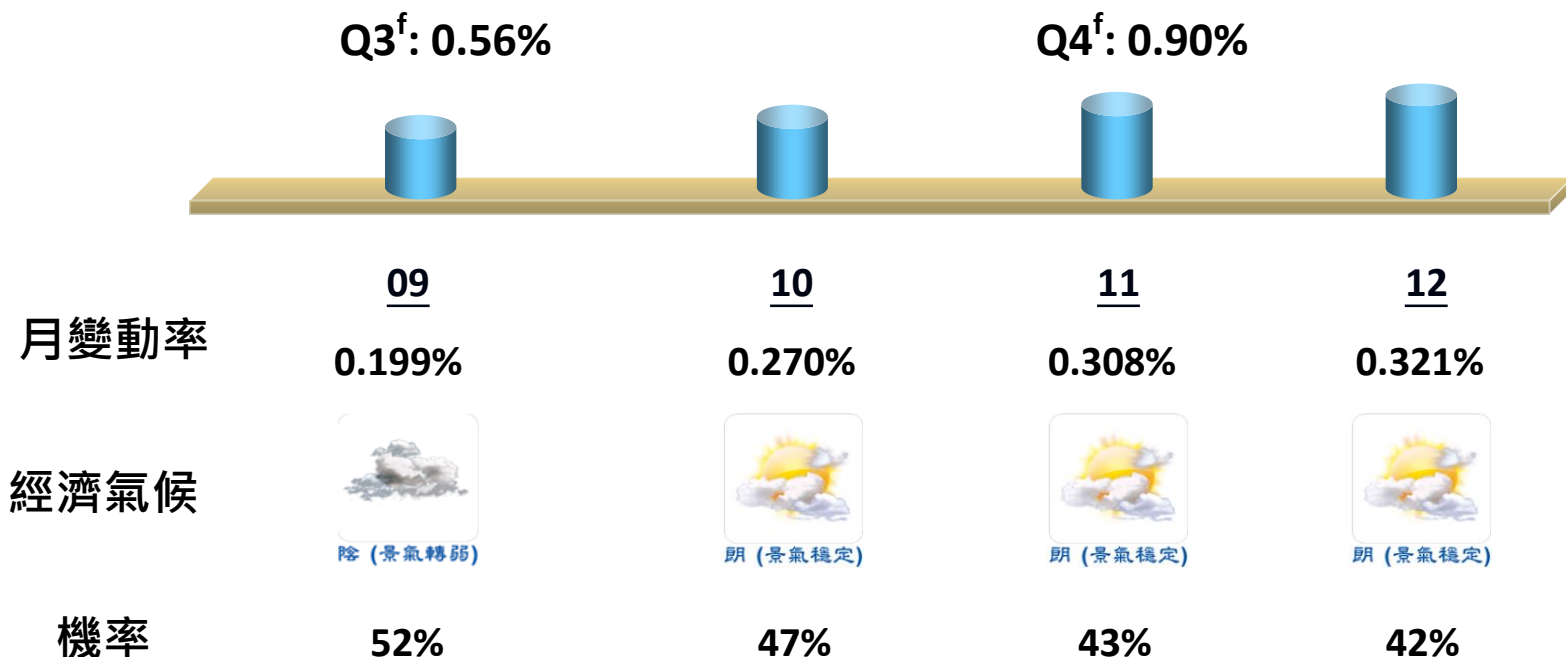 Q3f: 0.56% Q4f: 0.90%
09 10 11 12
月變動率 0.199% 0.270% 0.308% 0.321%
經濟氣候
陰 (景氣轉弱) 朗 (景氣穩定) 朗 (景氣穩定) 朗 (景氣穩定)
機率 52% 47% 43% 42%